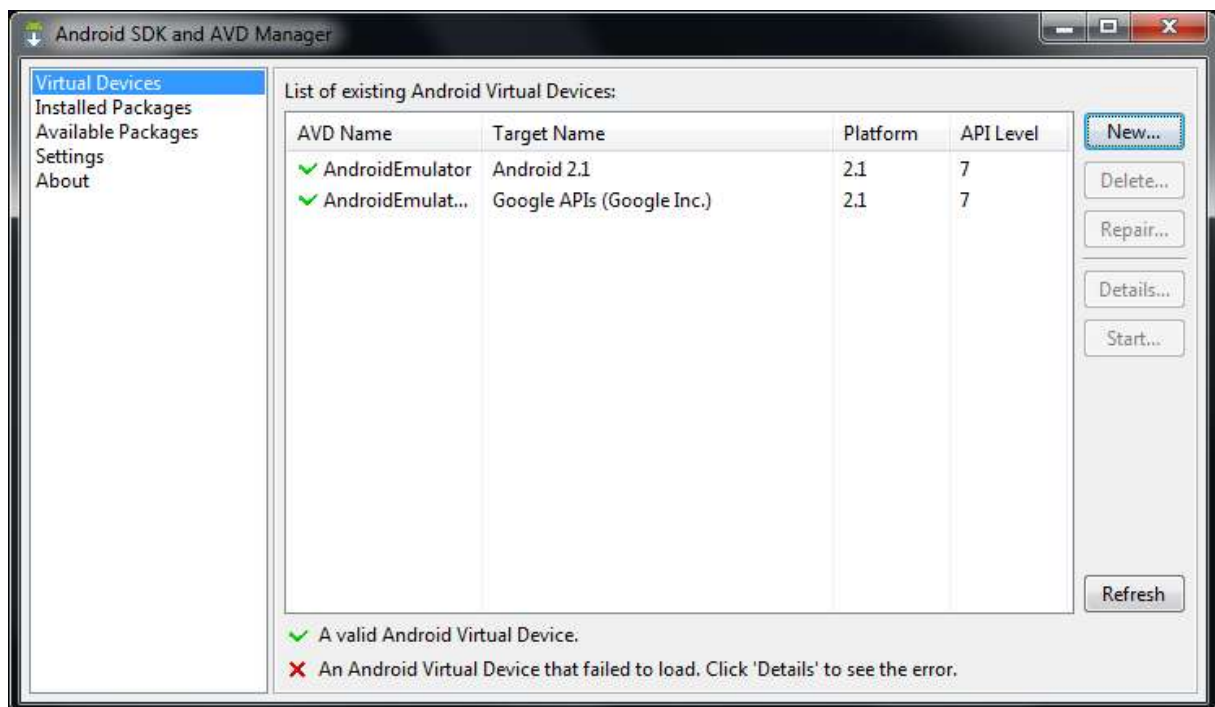 Android SDK and AVD Manager
Virtual Devices
Installed Packages
Available Packages
Settings
About
List of existing Android Virtual Devices:
AVD Name Target Name Platform API Level
AndroidEmulator Android 2.1 2.1 7
AndroidEmulat... Google APIs (Google Inc.) 2.1 7
New...
Delete...
Repair...
Details...
Start...
Refresh
A valid Android Virtual Device.
An Android Virtual Device that failed to load. Click 'Details' to see the error.